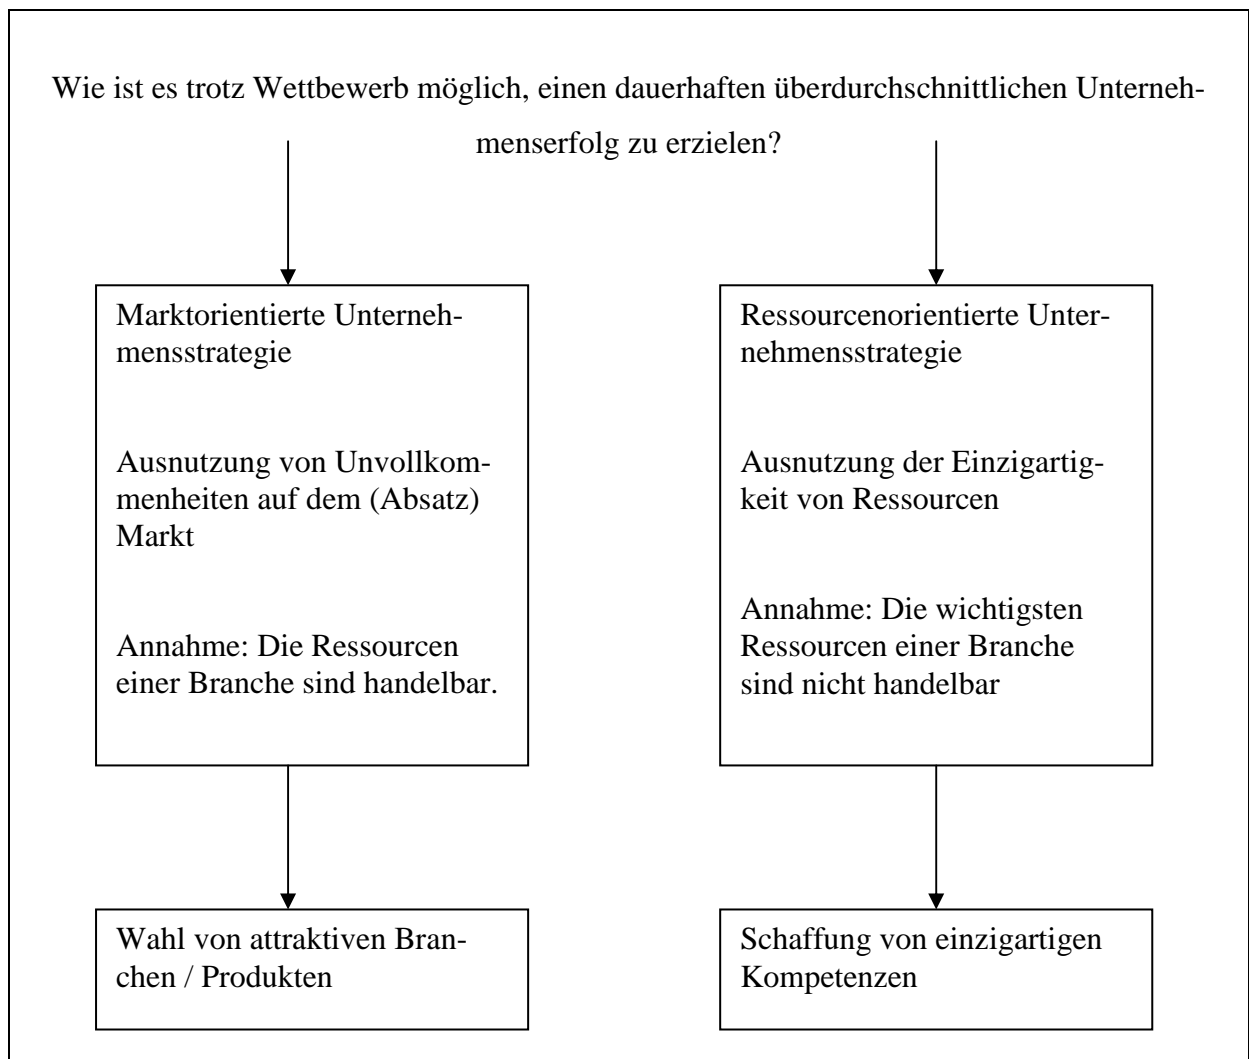 Wie ist es trotz Wettbewerb möglich, einen dauerhaften überdurchschnittlichen Unterneh-
menserfolg zu erzielen?
Marktorientierte Unterneh-
mensstrategie
Ausnutzung von Unvollkom-
menheiten auf dem (Absatz)
Markt
Annahme: Die Ressourcen
einer Branche sind handelbar.
Ressourcenorientierte Unter-
nehmensstrategie
Ausnutzung der Einzigartig-
keit von Ressourcen
Annahme: Die wichtigsten
Ressourcen einer Branche
sind nicht handelbar
Wahl von attraktiven Bran-
chen / Produkten
Schaffung von einzigartigen
Kompetenzen